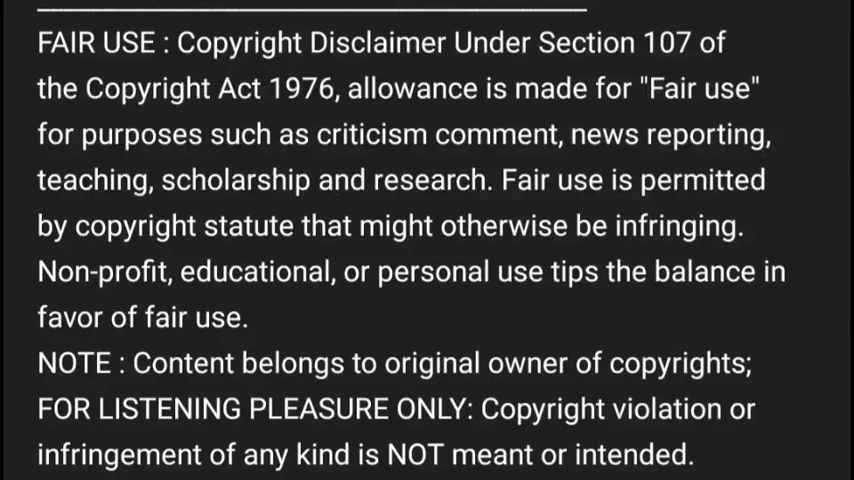 FAIR USE : Copyright Disclaimer Under Section 107 of
the Copyright Act 1976, allowance is made for "Fair use"
for purposes such as criticism comment, news reporting,
teaching, scholarship and research. Fair use is permitted
by copyright statute that might otherwise be infringing.
Non-profit, educational, or personal use tips the balance in
favor of fair use.
NOTE : Content belongs to original owner of copyrights;
FOR LISTENING PLEASURE ONLY: Copyright violation or
infringement of any kind is NOT meant or intended.